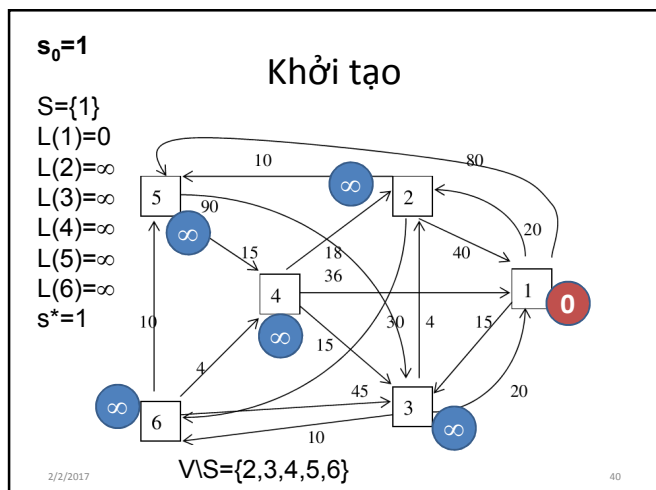 s₀=1
Khởi tạo
S={1}
L(1)=0
L(2)=∞
L(3)=∞
L(4)=∞
L(5)=∞
L(6)=∞
s*=1
10
80
∞
5
2
90
20
∞
15
18
40
36
4
1
0
∞
10
15
30
4
15
4
45
20
∞
3
6
10
∞
V\S={2,3,4,5,6}
2/2/2017
40